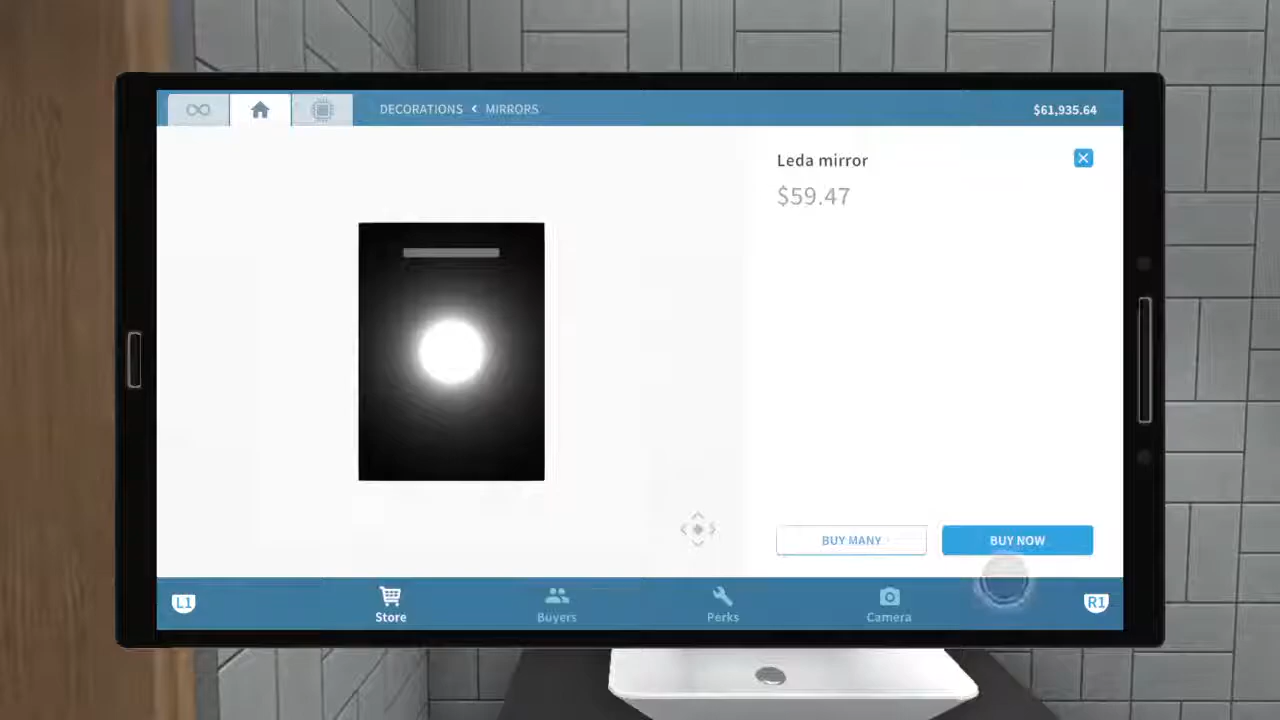 DECORATIONS < MIRRORS
$61,935.64
Leda mirror
$59.47
BUY MANY
BUY NOW
L1
Store
Buyers
Perks
Camera
R1